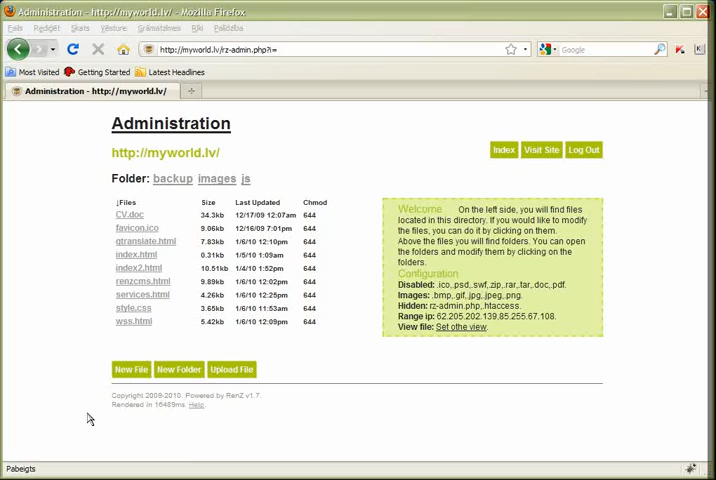 Administration - http://myworld.lv/ - Mozilla Firefox
Fails Rediģēt Skats Vēsture Grāmatzīmes Rīki Palīdzība
http://myworld.lv/rz-admin.php?i=
Google
Most Visited Getting Started Latest Headlines
Administration - http://myworld.lv/
Administration
http://myworld.lv/
Index Visit Site Log Out
Folder: backup images js
↓Files Size Last Updated Chmod
CV.doc 34.3kb 12/17/09 12:07am 644
favicon.ico 9.06kb 12/16/09 7:01pm 644
gtranslate.html 7.83kb 1/6/10 12:10pm 644
index.html 0.31kb 1/5/10 1:09am 644
index2.html 10.51kb 1/4/10 1:52pm 644
renzcms.html 9.89kb 1/6/10 12:02pm 644
services.html 4.26kb 1/6/10 12:25pm 644
style.css 3.65kb 1/6/10 11:53am 644
wss.html 5.42kb 1/6/10 12:09pm 644
Welcome On the left side, you will find files
located in this directory. If you would like to modify
the files, you can do it by clicking on them.
Above the files you will find folders. You can open
the folders and modify them by clicking on the
folders.
Configuration
Disabled: .ico,.psd,.swf,.zip,.rar,.tar,.doc,.pdf.
Images: .bmp,.gif,.jpg,.jpeg,.png.
Hidden: rz-admin.php,.htaccess.
Range ip: 62.205.202.139,85.255.67.108.
View file: Set othe view.
New File New Folder Upload File
Copyright 2009-2010. Powered by RenZ v1.7.
Rendered in 16489ms. Help.
Pabeigts